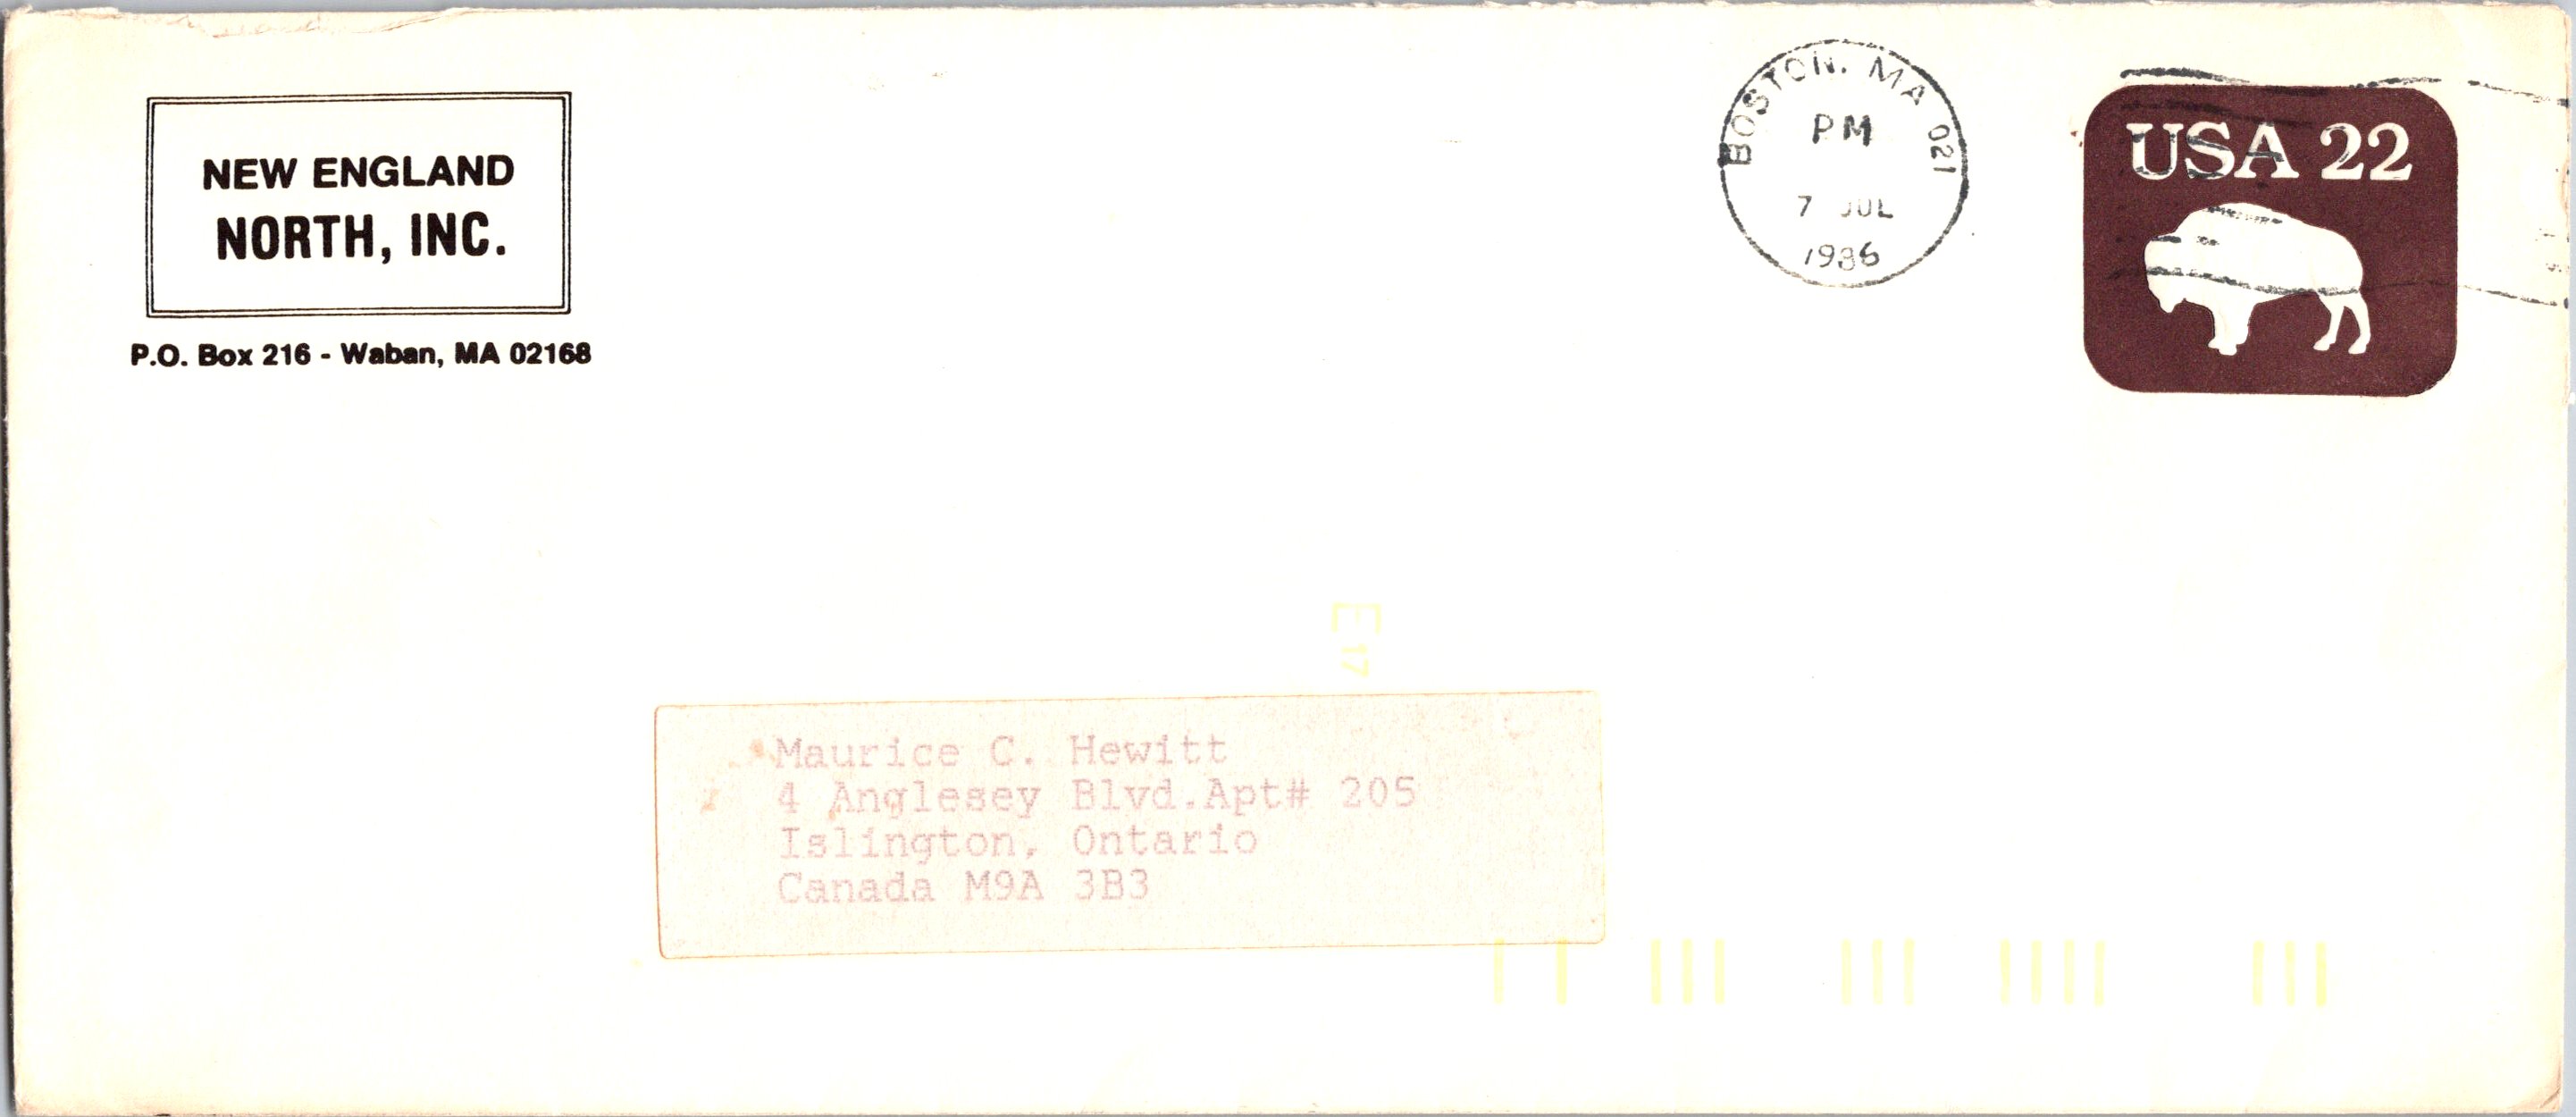 NEW ENGLAND
NORTH, INC.
P.O. Box 216 - Waban, MA 02168
BOSTON, MA 021
PM
7 JUL
1986
USA 22
E 17
Maurice C. Hewitt
4 Anglesey Blvd.Apt# 205
Islington, Ontario
Canada M9A 3B3